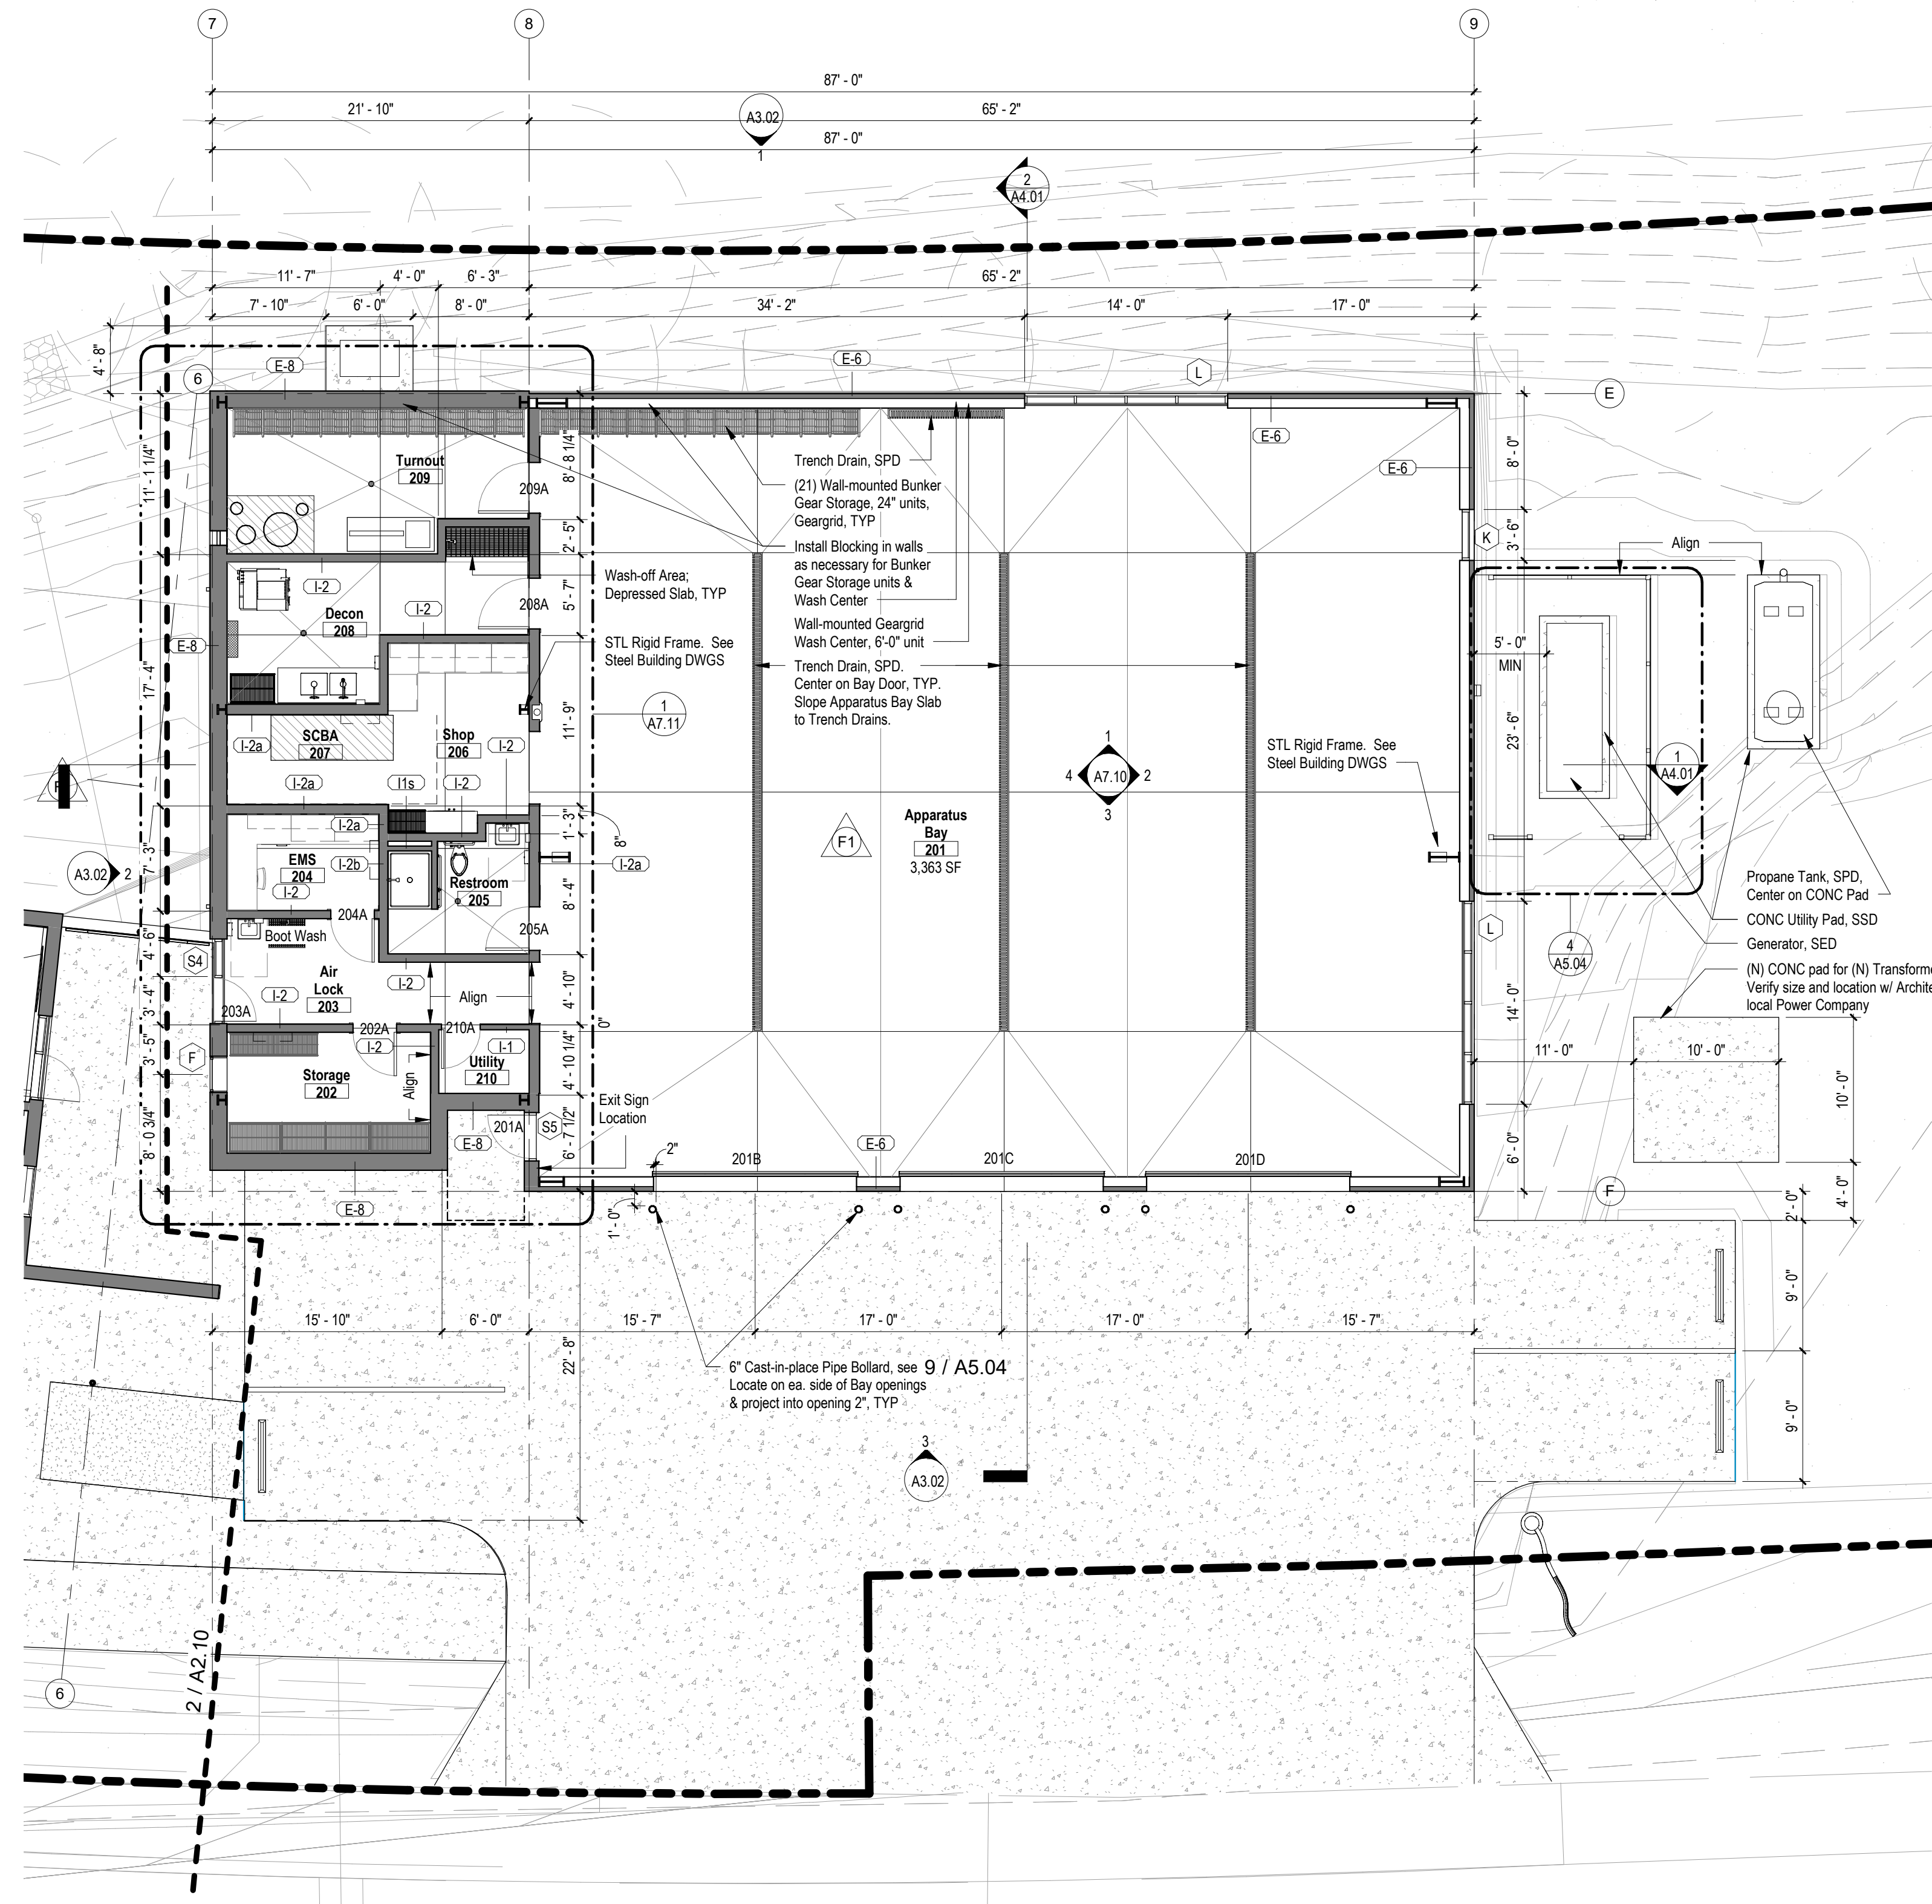 7
8
9
87' - 0"
21' - 10"
65' - 2"
A3.02
1
87' - 0"
2
A4.01
11' - 7"
4' - 0"
6' - 3"
65' - 2"
7' - 10"
6' - 0"
8' - 0"
34' - 2"
14' - 0"
17' - 0"
4' - 8"
6
E-8
E-6
L
E
E-6
E-6
8' - 0"
11' - 1 1/4"
8' - 8 1/4"
Turnout
209
209A
Trench Drain, SPD
(21) Wall-mounted Bunker
Gear Storage, 24" units,
Geargrid, TYP
Install Blocking in walls
as necessary for Bunker
Gear Storage units &
Wash Center
Wall-mounted Geargrid
Wash Center, 6'-0" unit
Trench Drain, SPD.
Center on Bay Door, TYP.
Slope Apparatus Bay Slab
to Trench Drains.
2' - 5"
K
3' - 6"
Align
I-2
Wash-off Area;
Depressed Slab, TYP
5' - 7"
208A
I-2
Decon
208
E-8
STL Rigid Frame.  See
Steel Building DWGS
5' - 0"
MIN
17' - 4"
1
A7.11
11' - 9"
23' - 6"
SCBA
207
I-2a
Shop
206
I-2
STL Rigid Frame.  See
Steel Building DWGS
1
4
A7.10
2
3
1
A4.01
I-2a
I1s
I-2
Apparatus
Bay
201
3,363 SF
F1
I-2a
1' - 3"
8"
A3.02
2
7' - 3"
EMS
204
I-2b
I-2
I-2a
Restroom
205
8' - 4"
Propane Tank, SPD,
Center on CONC Pad
CONC Utility Pad, SSD
Generator, SED
204A
205A
L
4
A5.04
Boot Wash
S4
4' - 6"
Air
Lock
203
I-2
I-2
Align
4' - 10"
3' - 4"
203A
0"
14' - 0"
(N) CONC pad for (N) Transform
Verify size and location w/ Archite
local Power Company
202A
210A
I-2
I-1
F
3' - 5"
Utility
210
4' - 10 1/4"
11' - 0"
10' - 0"
10' - 0"
Storage
202
Align
Exit Sign
Location
201A
S5
E-8
6' - 7 1/2"
8' - 0 3/4"
2"
201B
E-6
201C
201D
6' - 0"
E-8
1' - 0"
F
2' - 0"
4' - 0"
9' - 0"
15' - 10"
6' - 0"
15' - 7"
17' - 0"
17' - 0"
15' - 7"
22' - 8"
6" Cast-in-place Pipe Bollard, see 9 / A5.04
Locate on ea. side of Bay openings
& project into opening 2", TYP
9' - 0"
3
A3.02
2 / A2.10
6